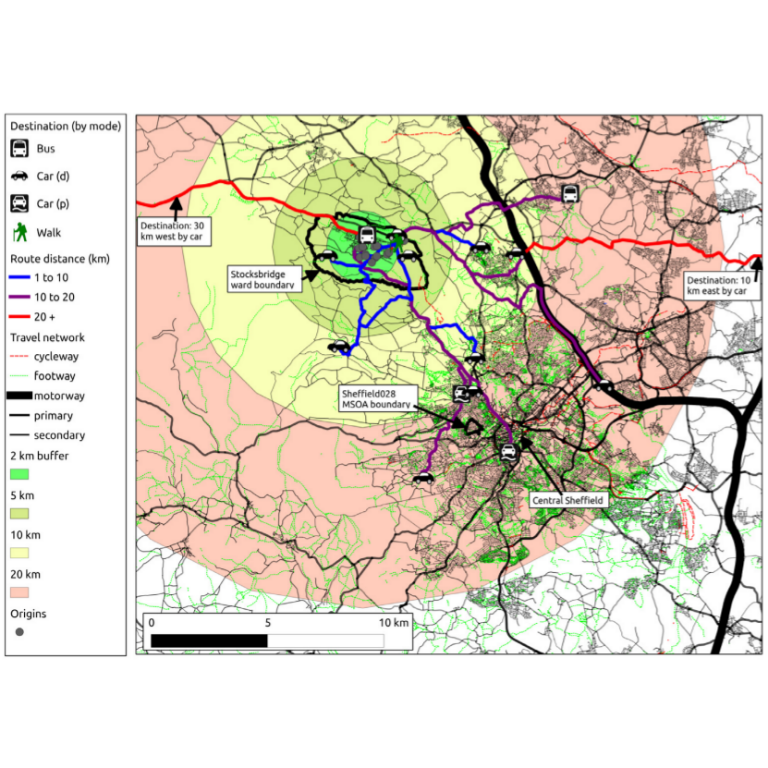 Destination (by mode)
Bus
Car (d)
Car (p)
Walk
Route distance (km)
1 to 10
10 to 20
20 +
Travel network
cycleway
footway
motorway
primary
secondary
2 km buffer
5 km
10 km
20 km
Origins
Destination: 30
km west by car
Stocksbridge
ward boundary
Destination: 10
km east by car
Sheffield028
MSOA boundary
Central Sheffield
0 5 10 km